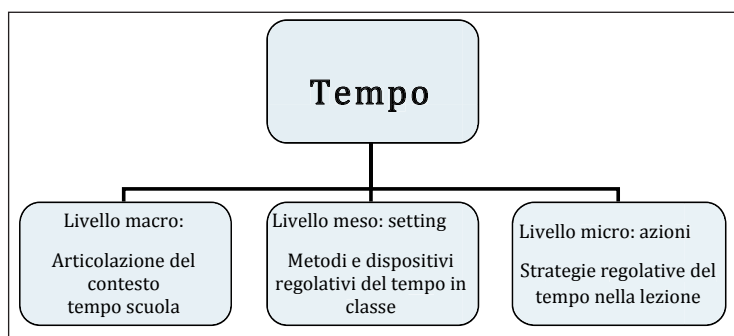 Tempo
Livello macro:
Articolazione del
contesto
tempo scuola
Livello meso: setting
Metodi e dispositivi
regolativi del tempo in
classe
Livello micro: azioni
Strategie regolative del
tempo nella lezione